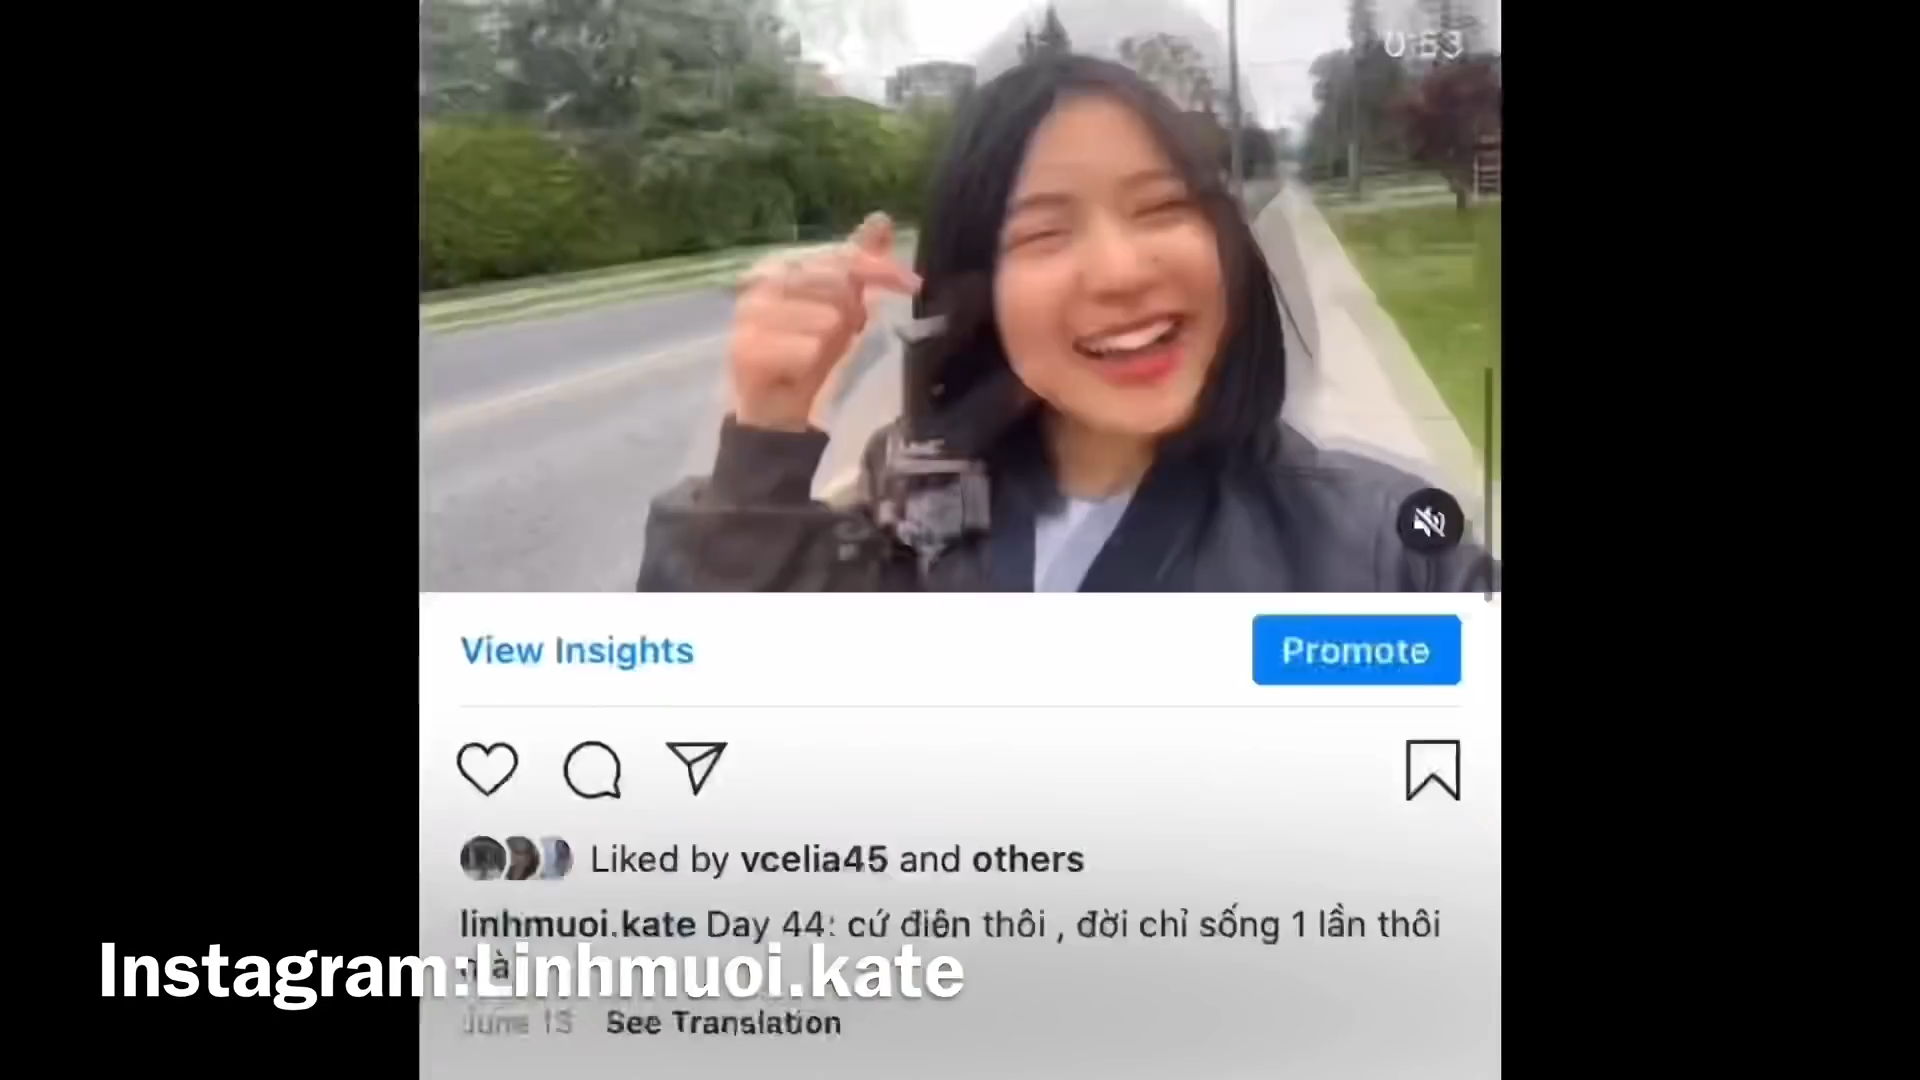 0:53
View Insights
Promote
Liked by vcelia45 and others
linhmuoi.kate Day 44: cứ điên thôi , đời chỉ sống 1 lần thôi
mà
Instagram:Linhmuoi.kate
June 13 See Translation